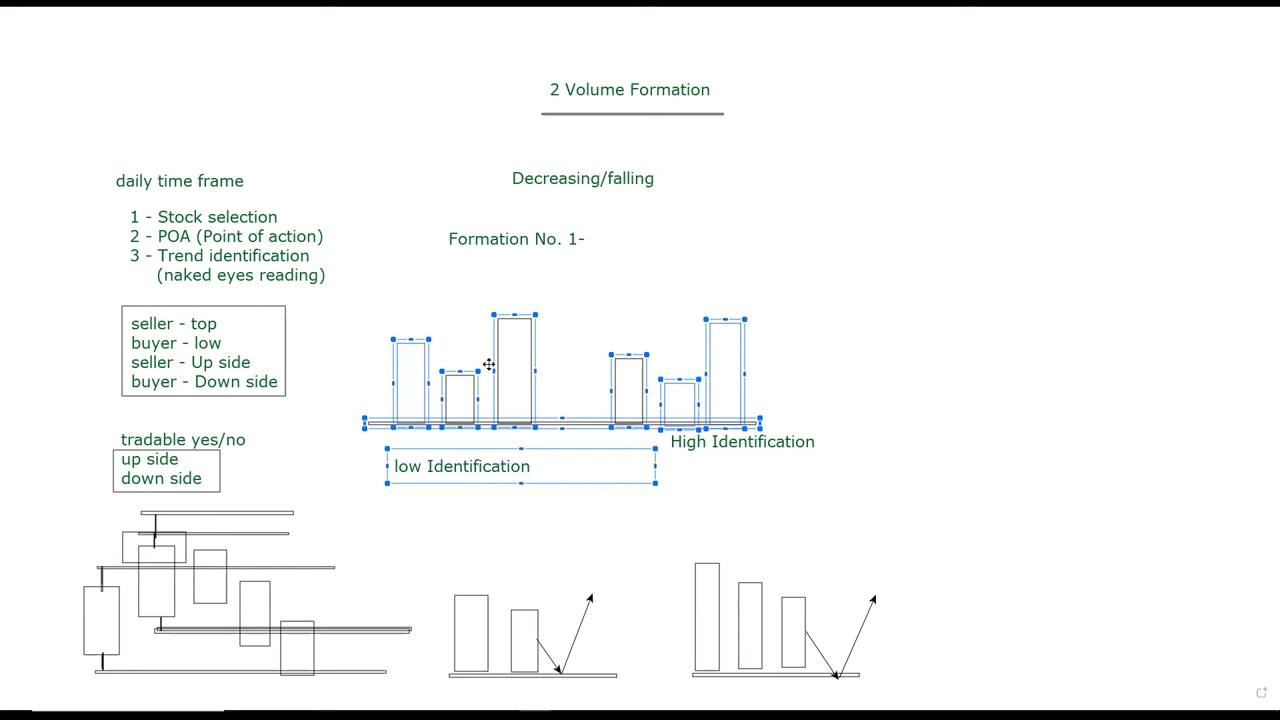 2 Volume Formation
daily time frame
Decreasing/falling
1 - Stock selection
2 - POA (Point of action)
3 - Trend identification
(naked eyes reading)
Formation No. 1-
seller - top
buyer - low
seller - Up side
buyer - Down side
tradable yes/no
up side
down side
High Identification
low Identification